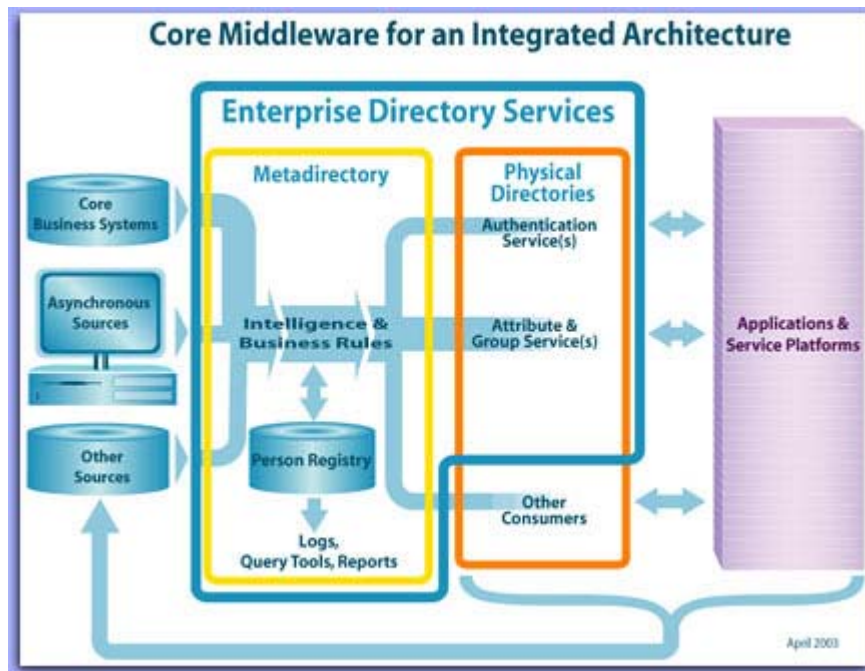 Core Middleware for an Integrated Architecture
Enterprise Directory Services
Metadirectory
Physical
Directories
Core
Business Systems
Authentication
Service(s)
Asynchronous
Sources
Intelligence &
Business Rules
Attribute &
Group Service(s)
Applications &
Service Platforms
Other
Sources
Person Registry
Other
Consumers
Logs,
Query Tools, Reports
April 2003